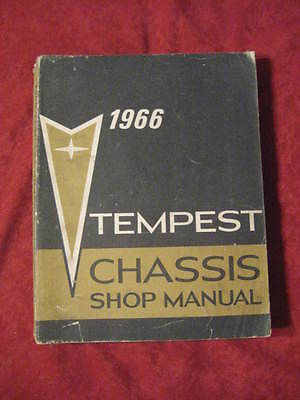 1966
TEMPEST
CHASSIS
SHOP MANUAL